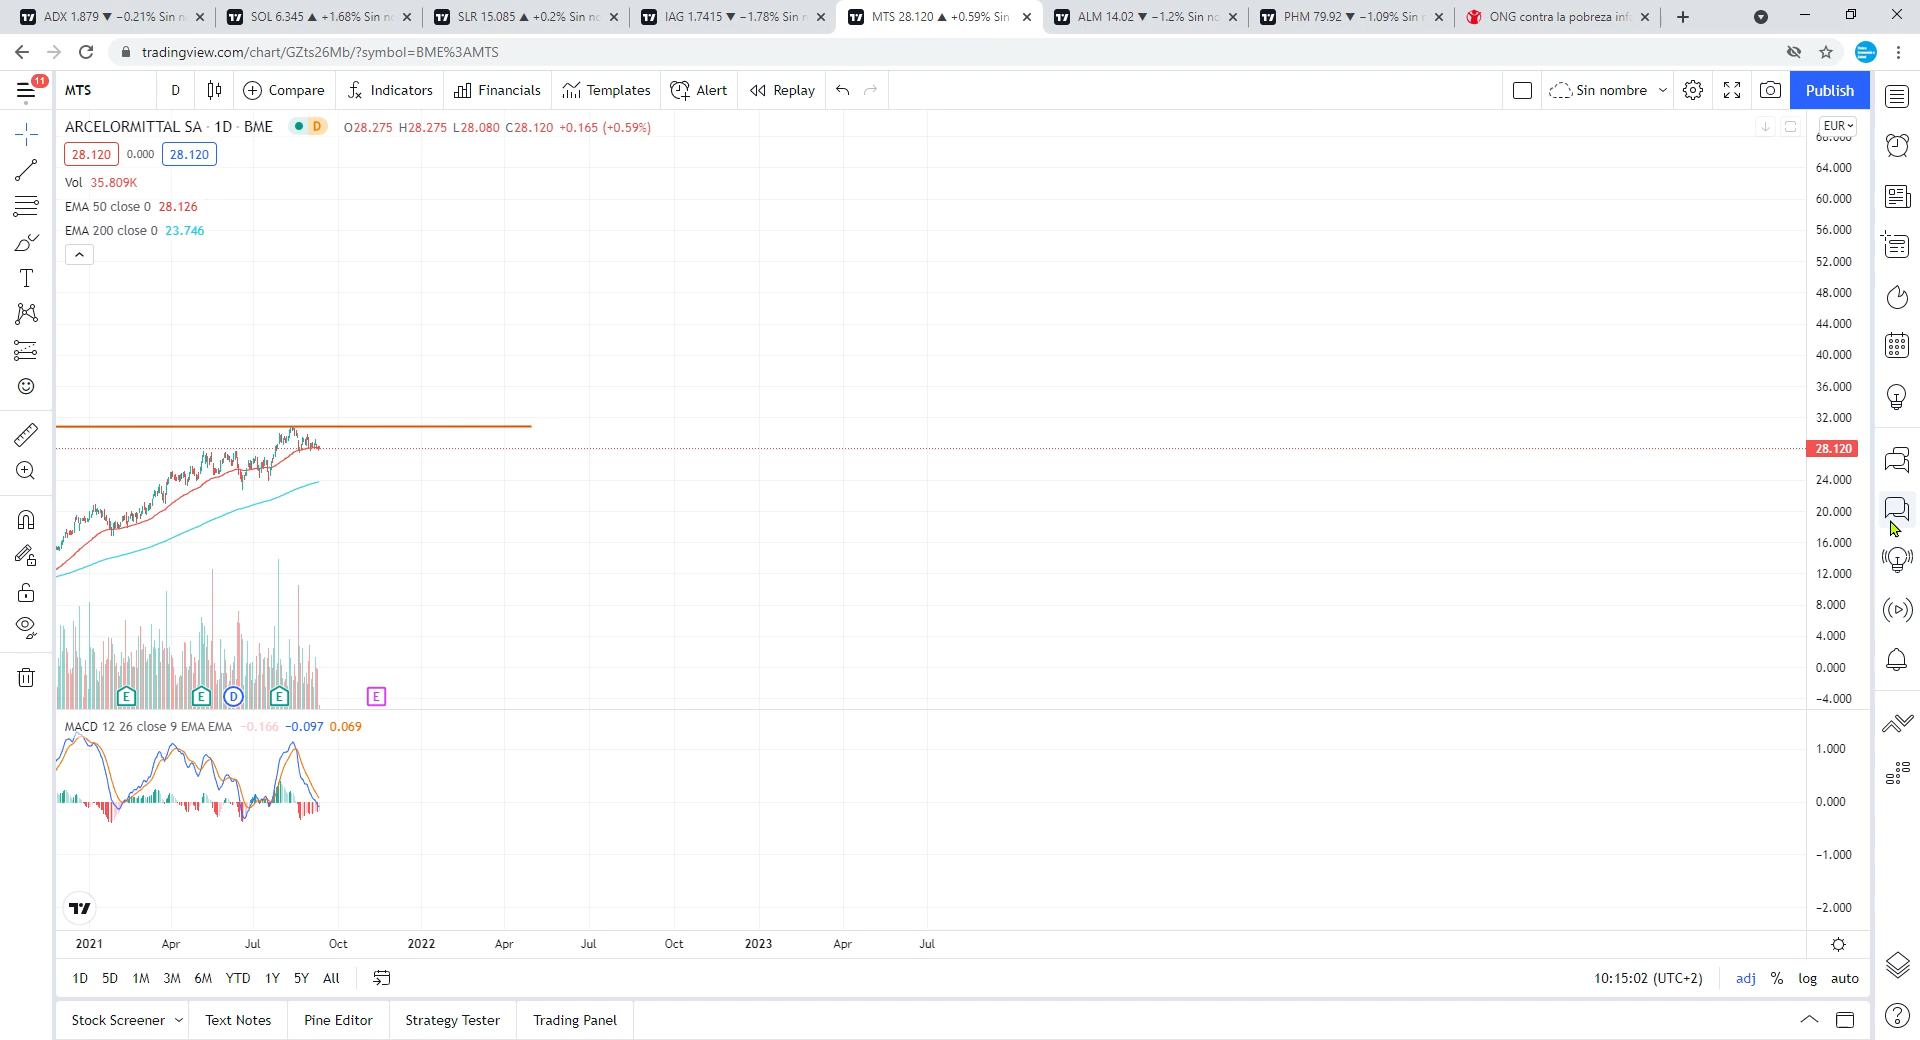 ADX 1.879 ▼ −0.21% Sin n
SOL 6.345 ▲ +1.68% Sin no
SLR 15.085 ▲ +0.2% Sin no
IAG 1.7415 ▼ −1.78% Sin n
MTS 28.120 ▲ +0.59% Sin
ALM 14.02 ▼ −1.2% Sin no
PHM 79.92 ▼ −1.09% Sin n
ONG contra la pobreza inf
tradingview.com/chart/GZts26Mb/?symbol=BME%3AMTS
11
MTS
D
Compare
Indicators
Financials
Templates
Alert
Replay
Sin nombre
Publish
ARCELORMITTAL SA · 1D · BME
D
O28.275 H28.275 L28.080 C28.120 +0.165 (+0.59%)
EUR
28.120 0.000 28.120
Vol 35.809K
EMA 50 close 0 28.126
EMA 200 close 0 23.746
68.000
64.000
60.000
56.000
52.000
48.000
44.000
40.000
36.000
32.000
28.120
24.000
20.000
16.000
12.000
8.000
4.000
0.000
−4.000
E E D E E
MACD 12 26 close 9 EMA EMA −0.166 −0.097 0.069
1.000
0.000
−1.000
−2.000
2021 Apr Jul Oct 2022 Apr Jul Oct 2023 Apr Jul
1D 5D 1M 3M 6M YTD 1Y 5Y All
10:15:02 (UTC+2) adj % log auto
Stock Screener Text Notes Pine Editor Strategy Tester Trading Panel